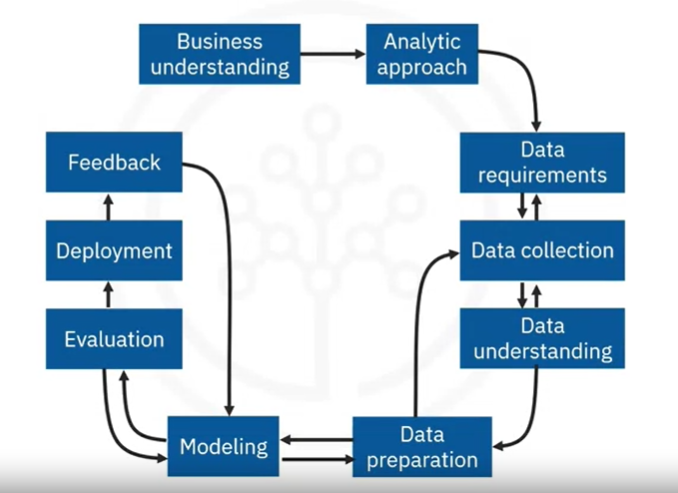 Business
understanding
Analytic
approach
Data
requirements
Data collection
Data
understanding
Data
preparation
Modeling
Evaluation
Deployment
Feedback